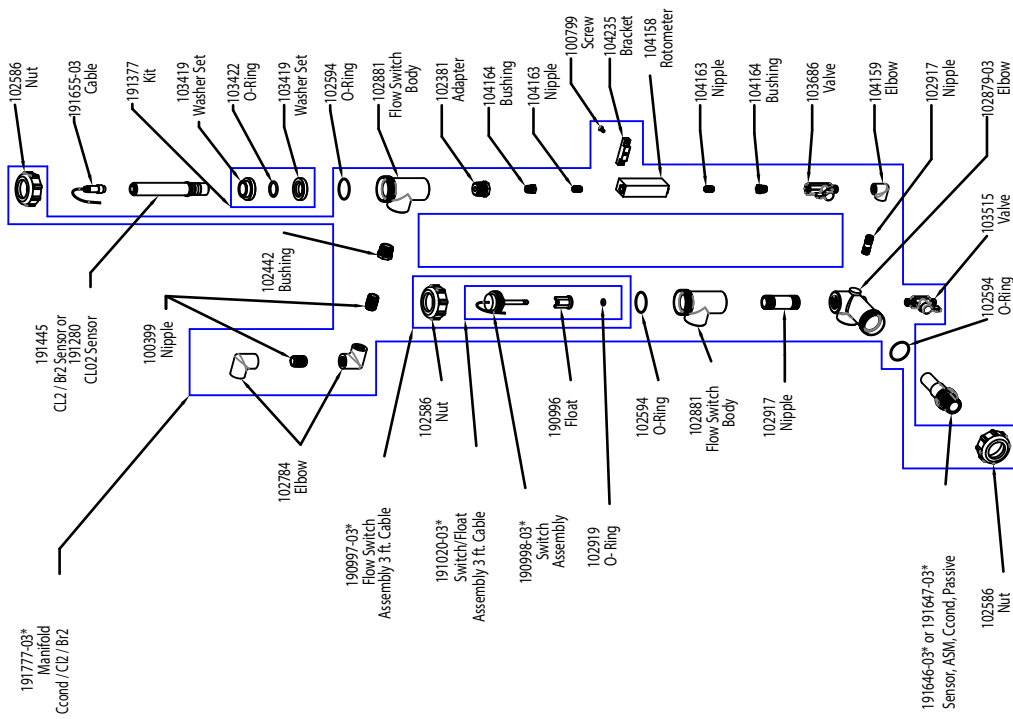 102586
Nut
191655-03
Cable
191377
Kit
103419
Washer Set
103422
O-Ring
103419
Washer Set
102594
O-Ring
102881
Flow Switch
Body
102381
Adapter
104164
Bushing
104163
Nipple
100799
Screw
104235
Bracket
104158
Rotometer
104163
Nipple
104164
Bushing
103686
Valve
104159
Elbow
102917
Nipple
102879-03
Elbow
191445
CL2 / Br2 Sensor or
191280
CL02 Sensor
100399
Nipple
102442
Bushing
103515
Valve
102594
O-Ring
102784
Elbow
102586
Nut
190996
Float
102594
O-Ring
102881
Flow Switch
Body
102917
Nipple
191777-03*
Manifold
Ccond / Cl2 / Br2
190997-03*
Flow Switch
Assembly 3 ft. Cable
191020-03*
Switch/Float
Assembly 3 ft. Cable
190998-03*
Switch
Assembly
102919
O- Ring
191646-03* or 191647-03*
Sensor, ASM, Ccond, Passive
102586
Nut